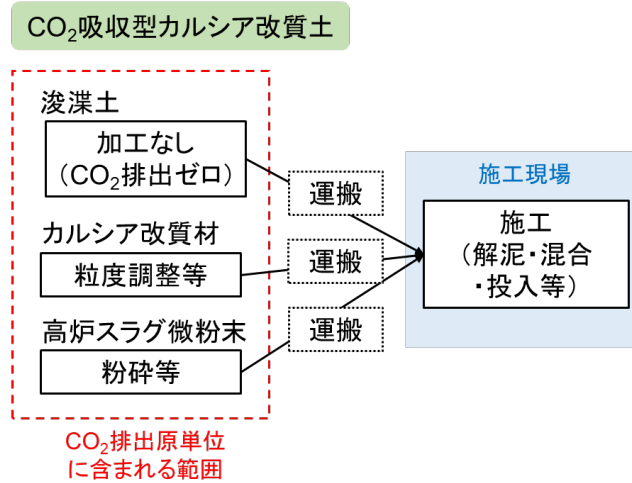 CO₂吸収型カルシア改質土
浚渫土
加工なし
（CO₂排出ゼロ）
カルシア改質材
粒度調整等
高炉スラグ微粉末
粉砕等
CO₂排出原単位
に含まれる範囲
運搬
運搬
運搬
施工現場
施工
（解泥・混合
・投入等）